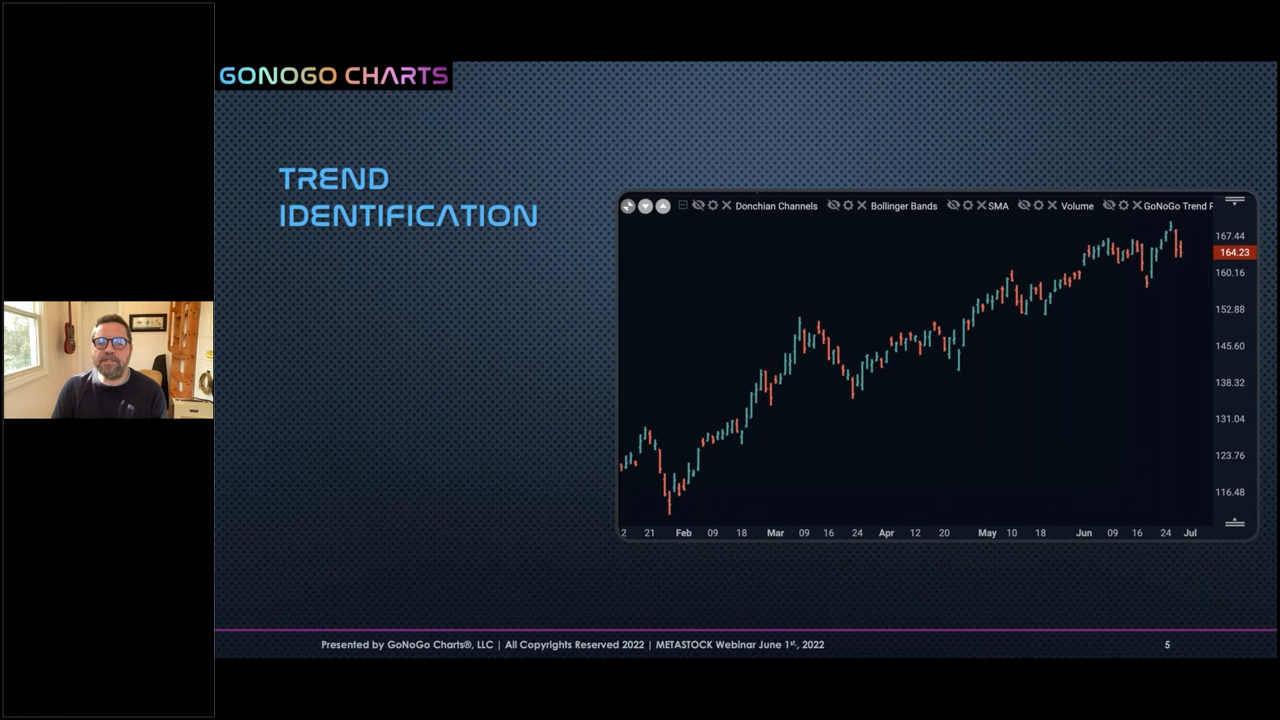 GONOGO CHARTS
TREND
IDENTIFICATION
Donchian Channels Bollinger Bands SMA Volume GoNoGo Trend F
167.44
164.23
160.16
152.88
145.60
138.32
131.04
123.76
116.48
2 21 Feb 09 18 Mar 09 16 24 Apr 12 20 May 10 18 Jun 09 16 24 Jul
Presented by GoNoGo Charts®, LLC | All Copyrights Reserved 2022 | METASTOCK Webinar June 1st, 2022
5